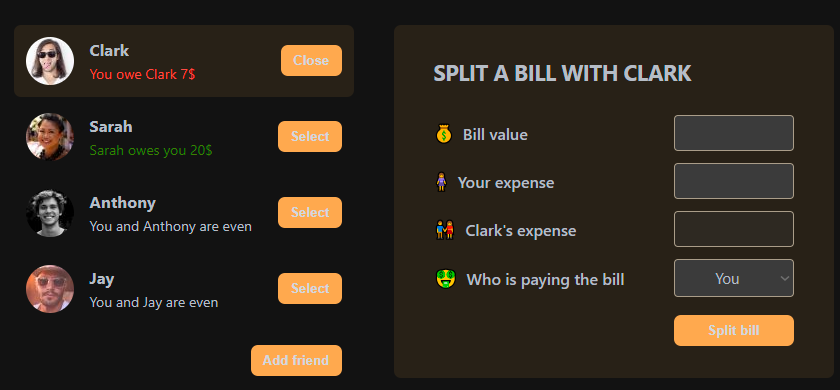 Clark
You owe Clark 7$
Close
Sarah
Sarah owes you 20$
Select
Anthony
You and Anthony are even
Select
Jay
You and Jay are even
Select
Add friend
SPLIT A BILL WITH CLARK
Bill value
Your expense
Clark's expense
Who is paying the bill
You
Split bill